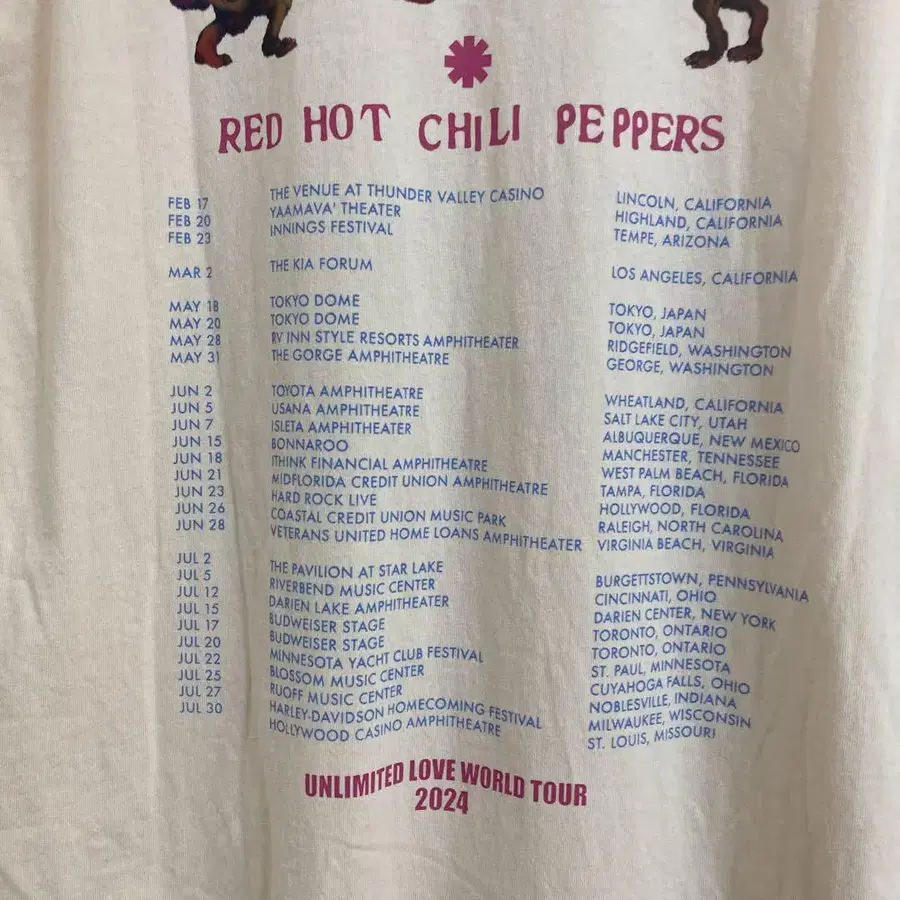 RED HOT CHILI PEPPERS
FEB 17 THE VENUE AT THUNDER VALLEY CASINO LINCOLN, CALIFORNIA
FEB 20 YAAMAVA' THEATER HIGHLAND, CALIFORNIA
FEB 23 INNINGS FESTIVAL TEMPE, ARIZONA
MAR 2 THE KIA FORUM LOS ANGELES, CALIFORNIA
MAY 18 TOKYO DOME TOKYO, JAPAN
MAY 20 TOKYO DOME TOKYO, JAPAN
MAY 28 RV INN STYLE RESORTS AMPHITHEATER RIDGEFIELD, WASHINGTON
MAY 31 THE GORGE AMPHITHEATRE GEORGE, WASHINGTON
JUN 2 TOYOTA AMPHITHEATRE WHEATLAND, CALIFORNIA
JUN 5 USANA AMPHITHEATRE SALT LAKE CITY, UTAH
JUN 7 ISLETA AMPHITHEATER ALBUQUERQUE, NEW MEXICO
JUN 15 BONNAROO MANCHESTER, TENNESSEE
JUN 18 ITHINK FINANCIAL AMPHITHEATRE WEST PALM BEACH, FLORIDA
JUN 21 MIDFLORIDA CREDIT UNION AMPHITHEATRE TAMPA, FLORIDA
JUN 23 HARD ROCK LIVE HOLLYWOOD, FLORIDA
JUN 26 COASTAL CREDIT UNION MUSIC PARK RALEIGH, NORTH CAROLINA
JUN 28 VETERANS UNITED HOME LOANS AMPHITHEATER VIRGINIA BEACH, VIRGINIA
JUL 2 THE PAVILION AT STAR LAKE BURGETTSTOWN, PENNSYLVANIA
JUL 5 RIVERBEND MUSIC CENTER CINCINNATI, OHIO
JUL 12 DARIEN LAKE AMPHITHEATER DARIEN CENTER, NEW YORK
JUL 15 BUDWEISER STAGE TORONTO, ONTARIO
JUL 17 BUDWEISER STAGE TORONTO, ONTARIO
JUL 20 MINNESOTA YACHT CLUB FESTIVAL ST. PAUL, MINNESOTA
JUL 22 BLOSSOM MUSIC CENTER CUYAHOGA FALLS, OHIO
JUL 25 RUOFF MUSIC CENTER NOBLESVILLE, INDIANA
JUL 27 HARLEY-DAVIDSON HOMECOMING FESTIVAL MILWAUKEE, WISCONSIN
JUL 30 HOLLYWOOD CASINO AMPHITHEATRE ST. LOUIS, MISSOURI
UNLIMITED LOVE WORLD TOUR
2024